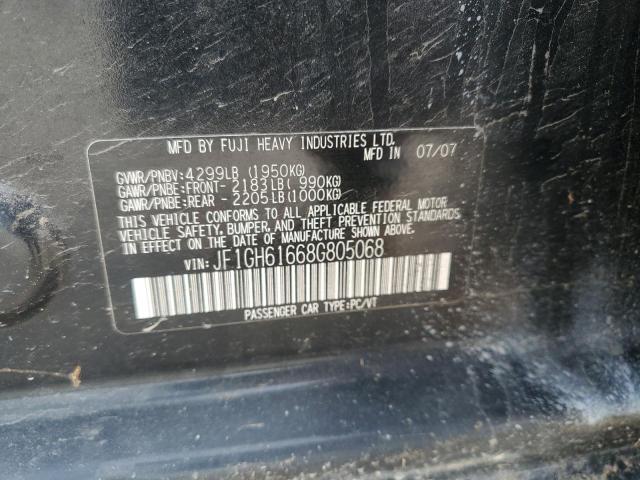 MFD BY FUJI HEAVY INDUSTRIES LTD.
MFD IN 07/07
GVWR/PNBV:4299LB (1950KG)
GAWR/PNBE:FRONT- 2183LB( 990KG)
GAWR/PNBE:REAR - 2205LB(1000KG)
THIS VEHICLE CONFORMS TO ALL APPLICABLE FEDERAL MOTOR
VEHICLE SAFETY, BUMPER, AND THEFT PREVENTION STANDARDS
IN EFFECT ON THE DATE OF MANUFACTURE SHOWN ABOVE.
VIN: JF1GH61668G805068
PASSENGER CAR TYPE:PC/VT